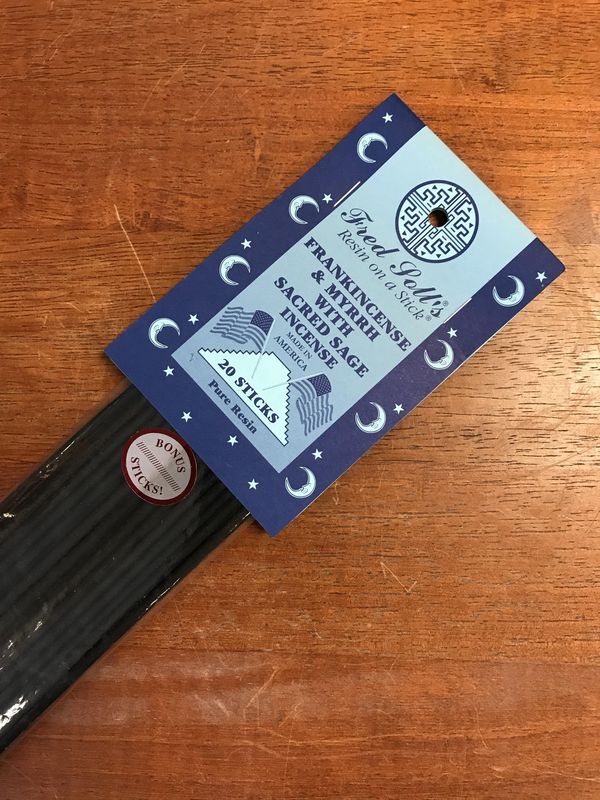 Fred Soll's®
Resin on a Stick®
FRANKINCENSE
& MYRRH
WITH
SACRED SAGE
INCENSE
MADE IN
AMERICA
20 STICKS
Pure Resin
BONUS
STICKS!